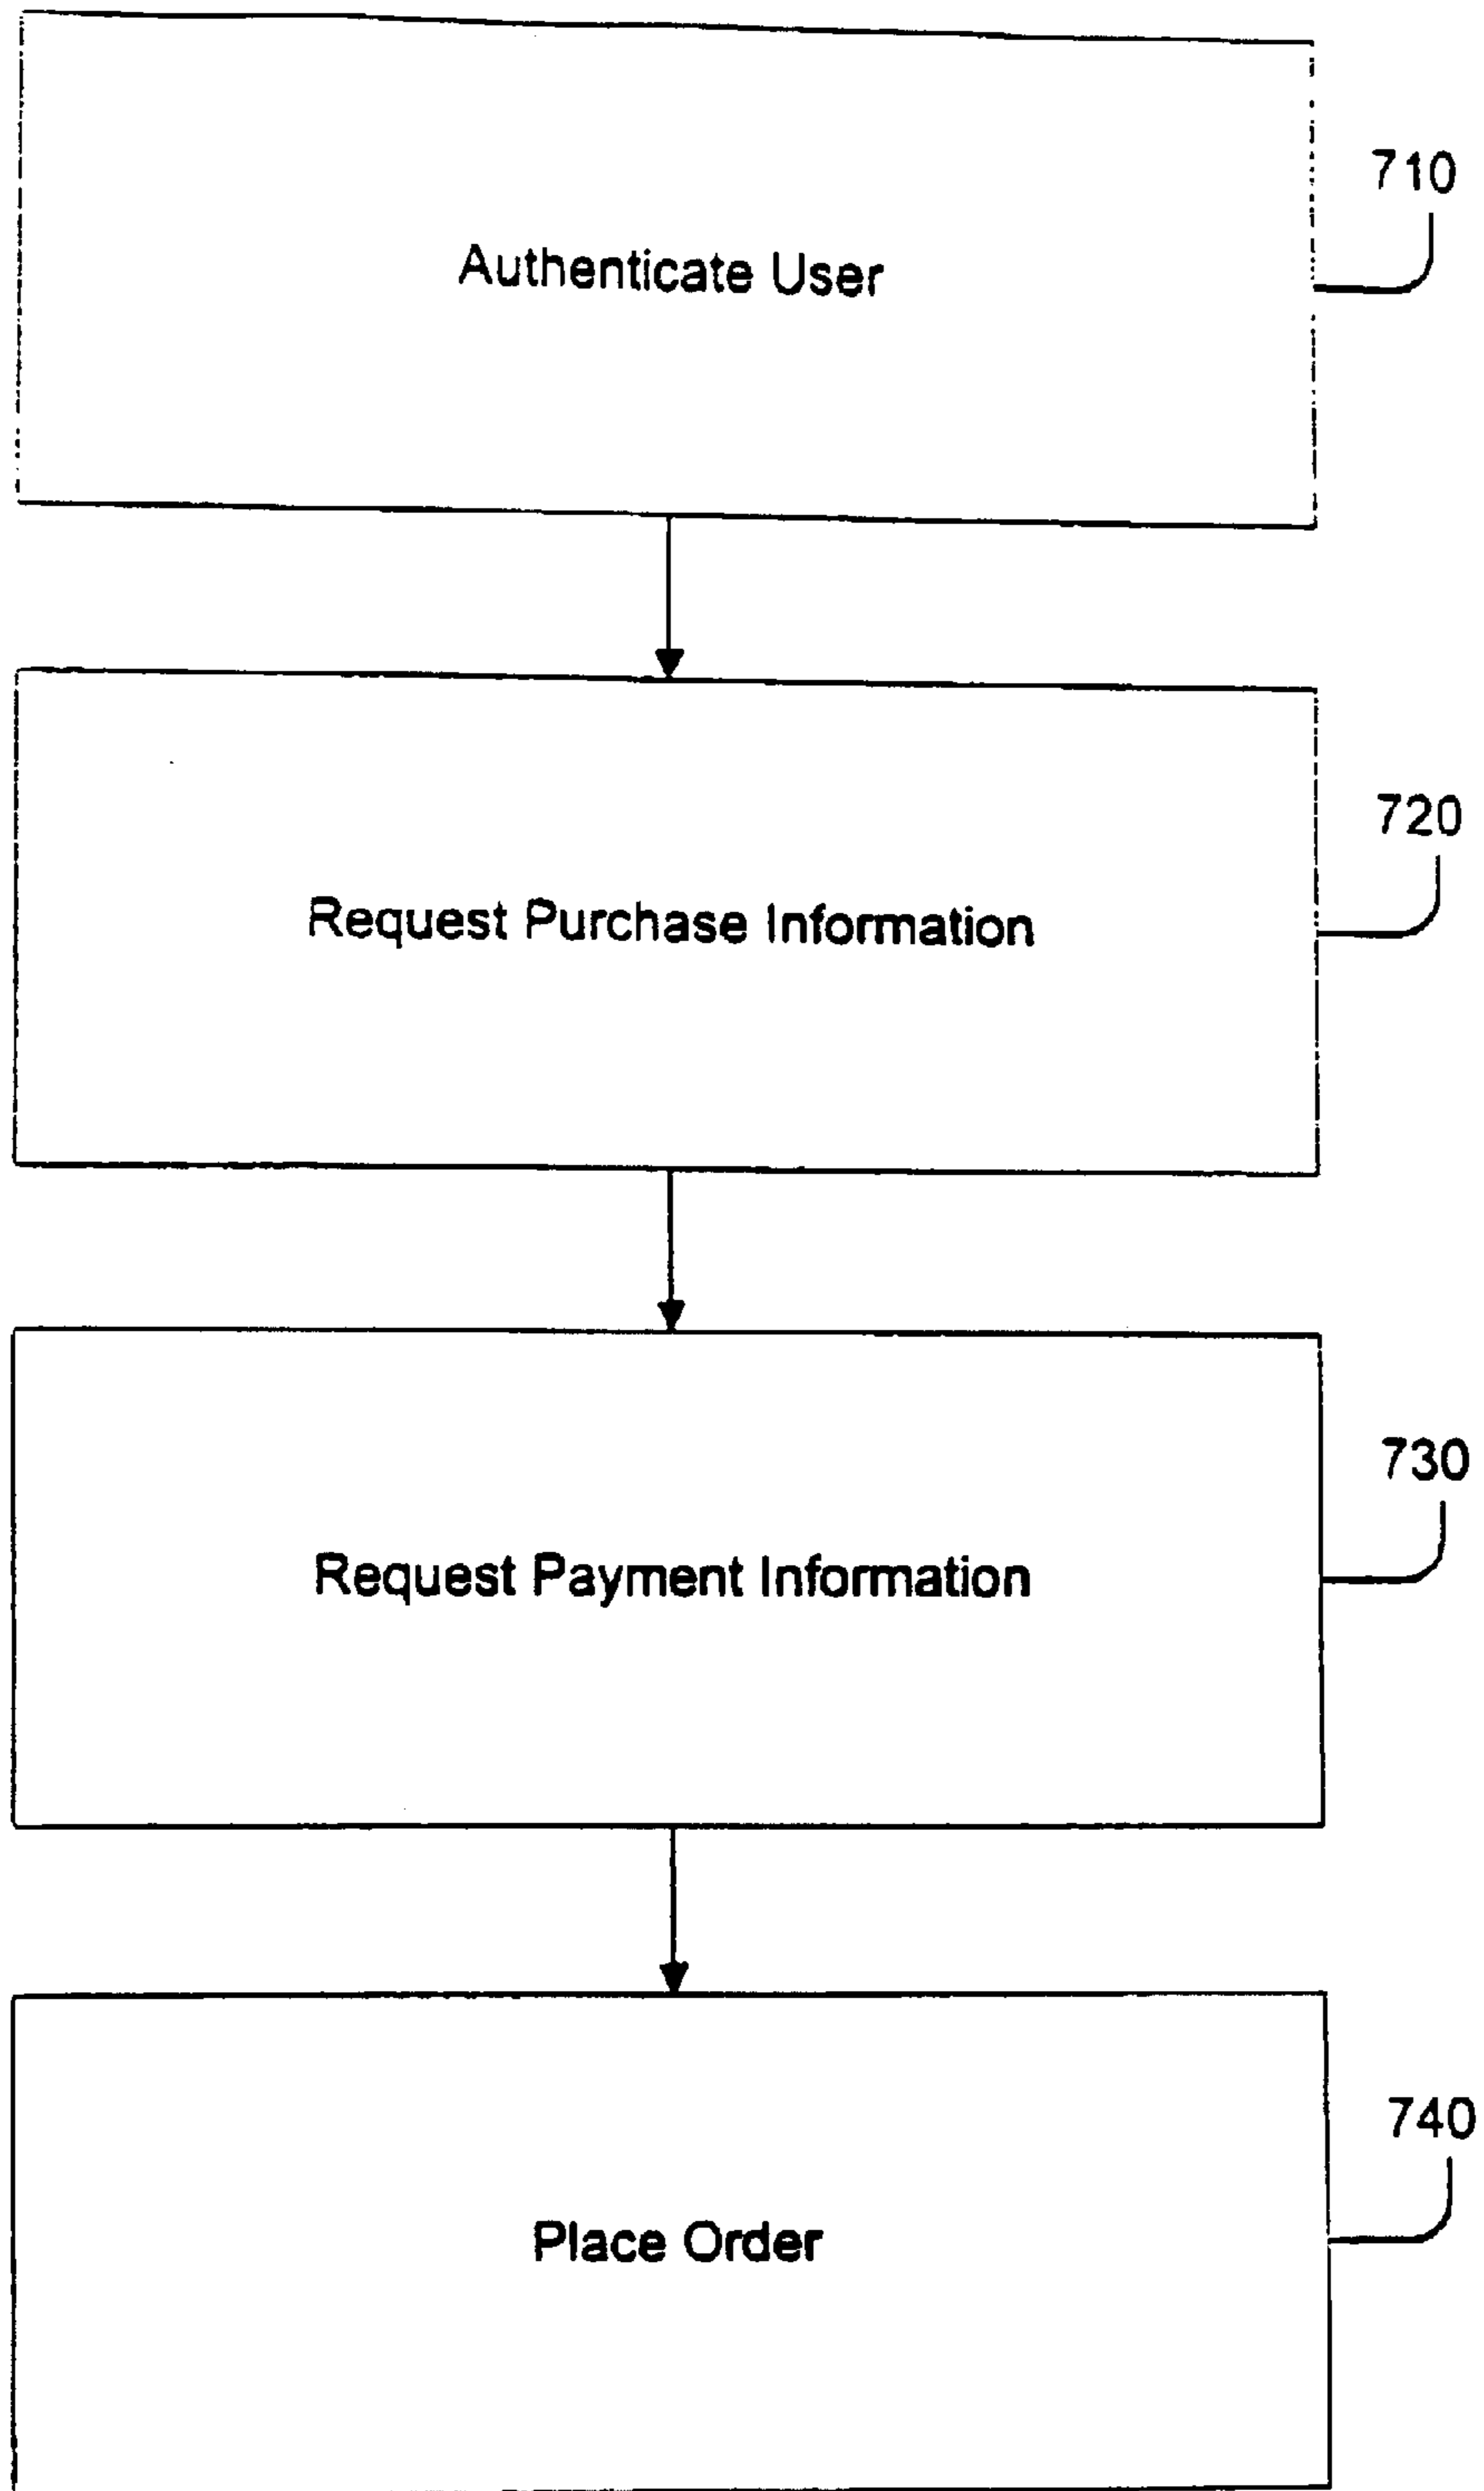 710
Authenticate User
720
Request Purchase Information
730
Request Payment Information
740
Place Order